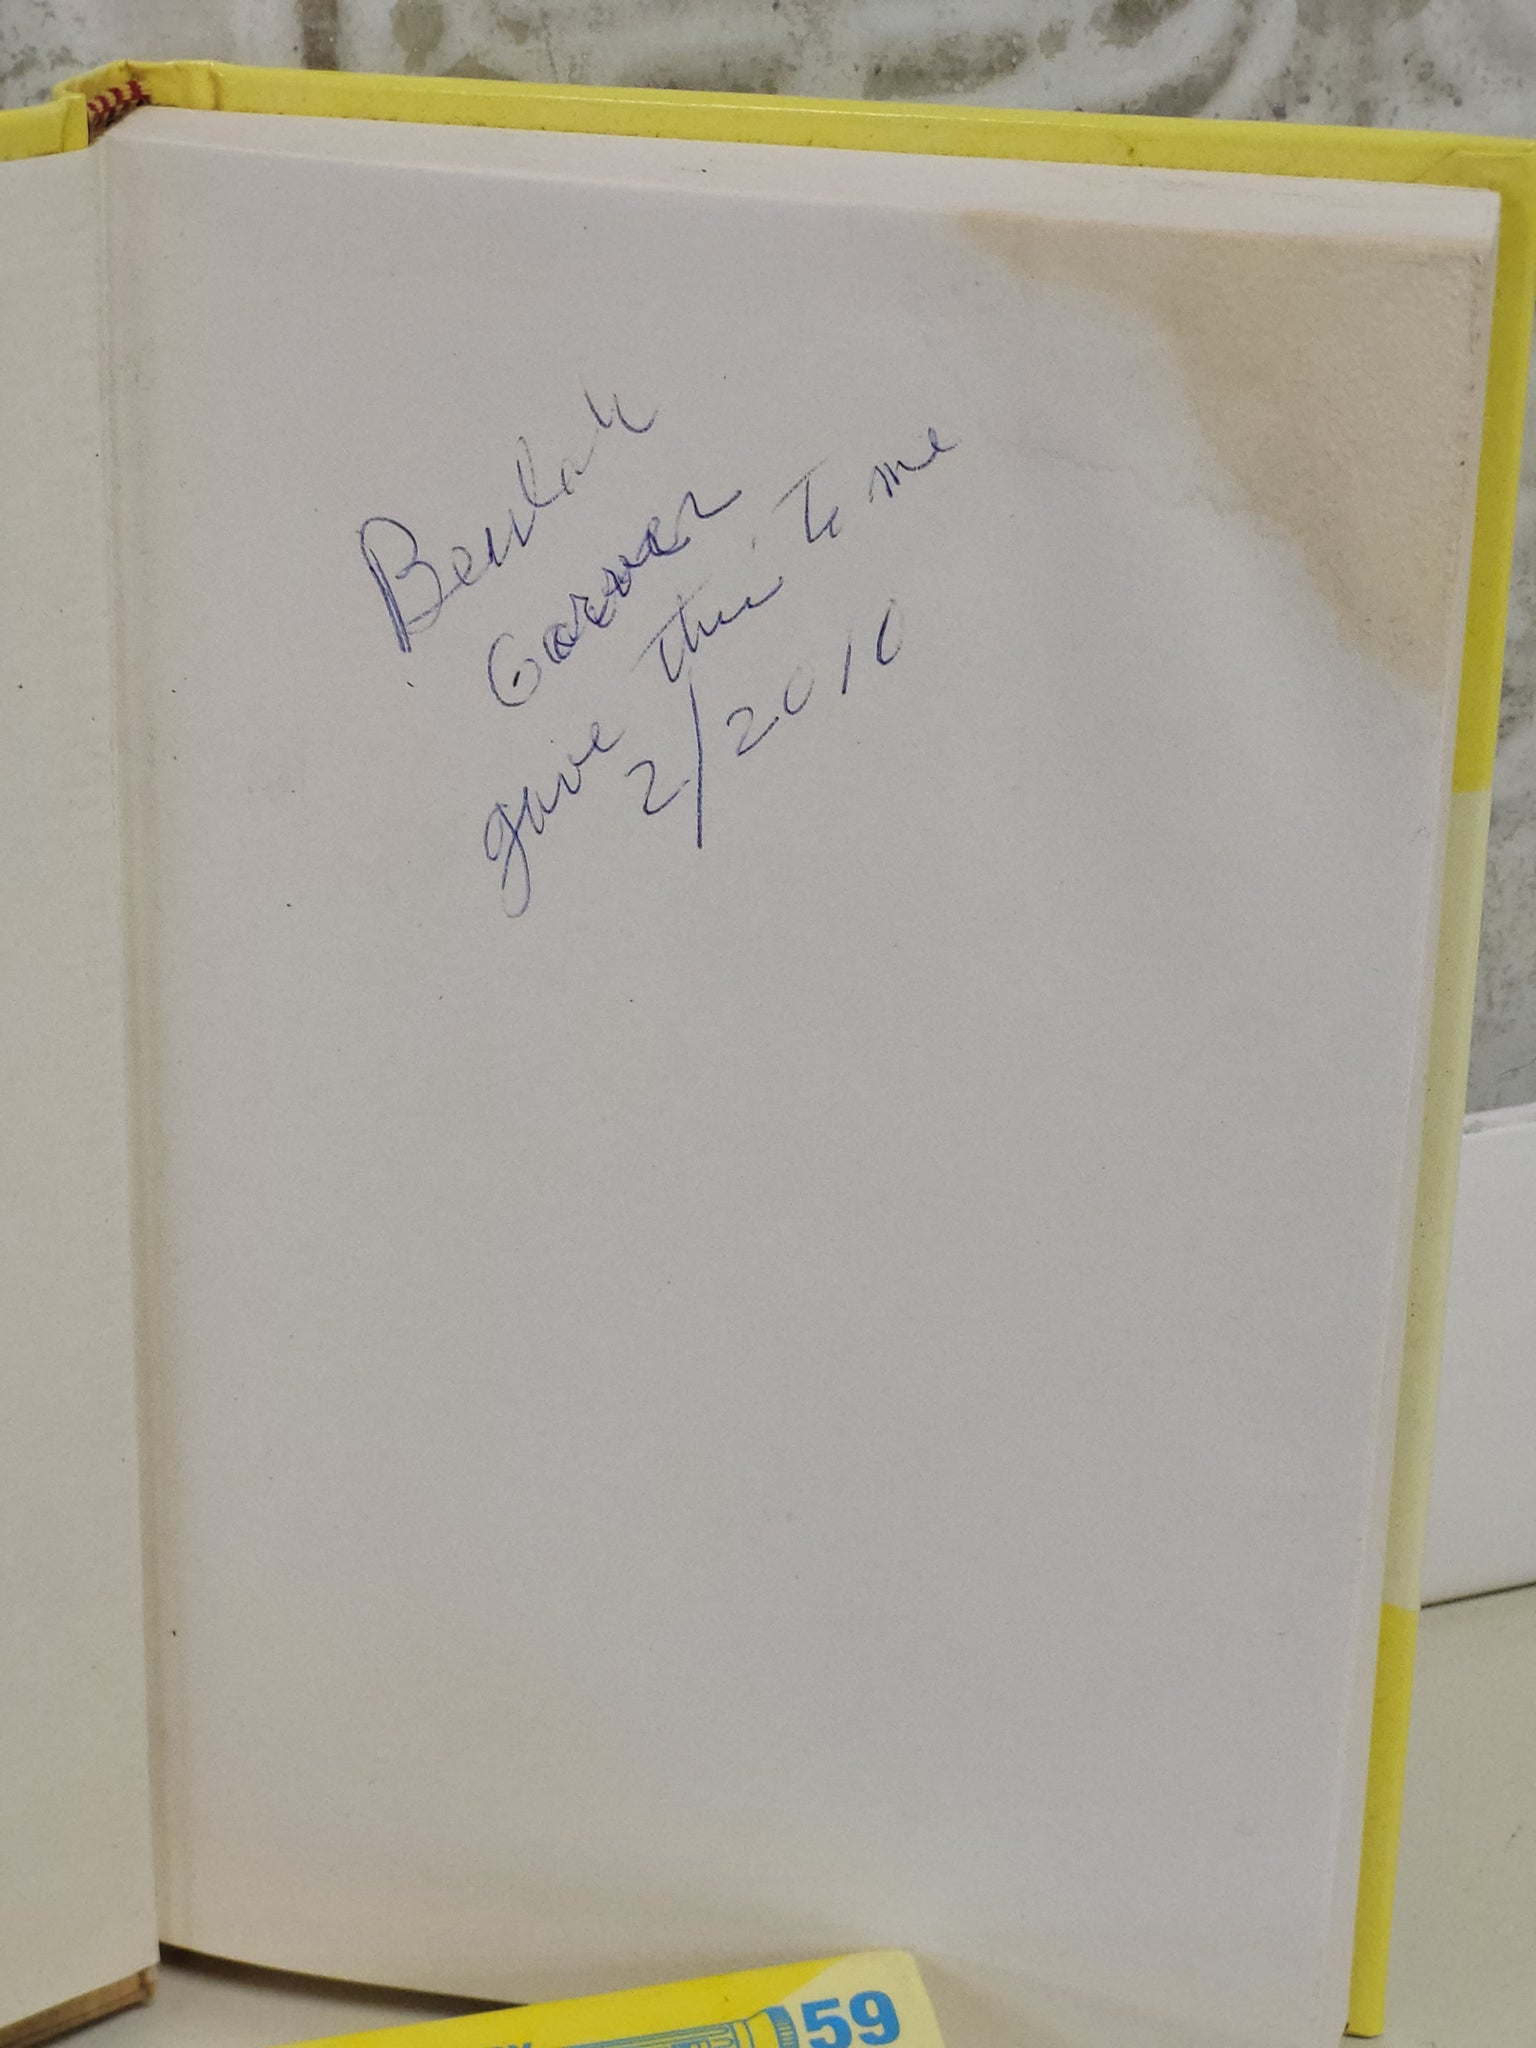 Beulah
Garner
gave this to me
2/2010
59